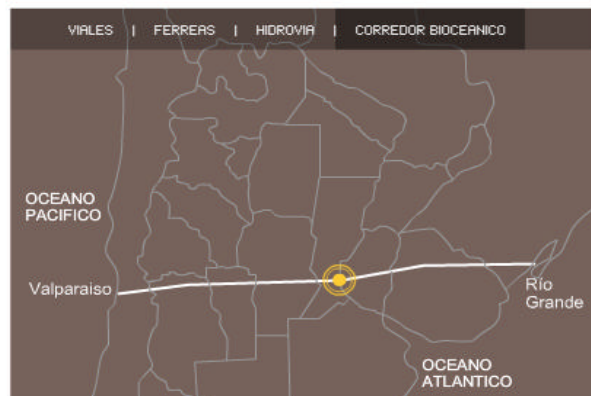 VIALES | FERREAS | HIDROVIA | CORREDOR BIOCEANICO
OCEANO
PACIFICO
Valparaiso
Río
Grande
OCEANO
ATLANTICO